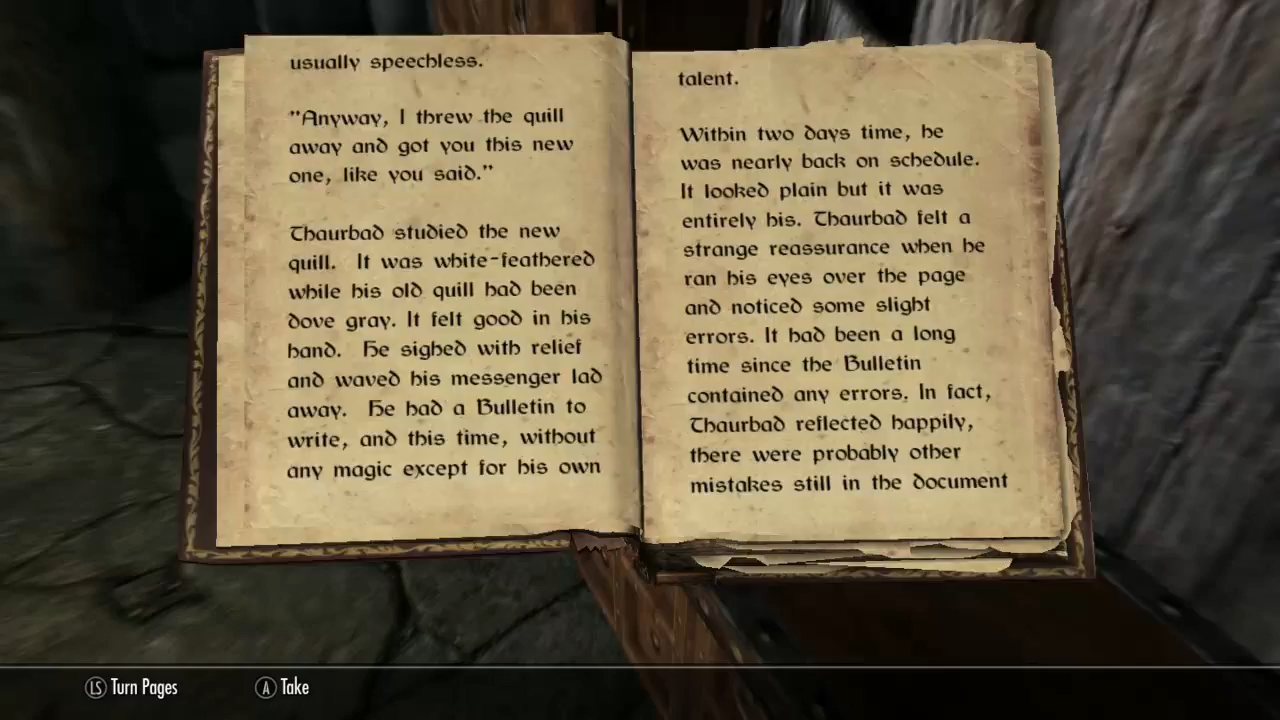 usually speechless.
"Anyway, I threw the quill
away and got you this new
one, like you said."
Thaurbad studied the new
quill. It was white-feathered
while his old quill had been
dove gray. It felt good in his
hand. He sighed with relief
and waved his messenger lad
away. He had a Bulletin to
write, and this time, without
any magic except for his own
talent.
Within two days time, he
was nearly back on schedule.
It looked plain but it was
entirely his. Thaurbad felt a
strange reassurance when he
ran his eyes over the page
and noticed some slight
errors. It had been a long
time since the Bulletin
contained any errors. In fact,
Thaurbad reflected happily,
there were probably other
mistakes still in the document
LS Turn Pages
A Take